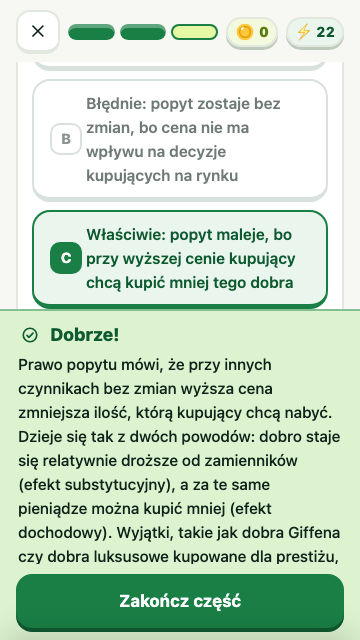 0
22
B
Błędnie: popyt zostaje bez
zmian, bo cena nie ma
wpływu na decyzje
kupujących na rynku
C
Właściwie: popyt maleje, bo
przy wyższej cenie kupujący
chcą kupić mniej tego dobra
Dobrze!
Prawo popytu mówi, że przy innych
czynnikach bez zmian wyższa cena
zmniejsza ilość, którą kupujący chcą nabyć.
Dzieje się tak z dwóch powodów: dobro staje
się relatywnie droższe od zamienników
(efekt substytucyjny), a za te same
pieniądze można kupić mniej (efekt
dochodowy). Wyjątki, takie jak dobra Giffena
czy dobra luksusowe kupowane dla prestiżu,
Zakończ część